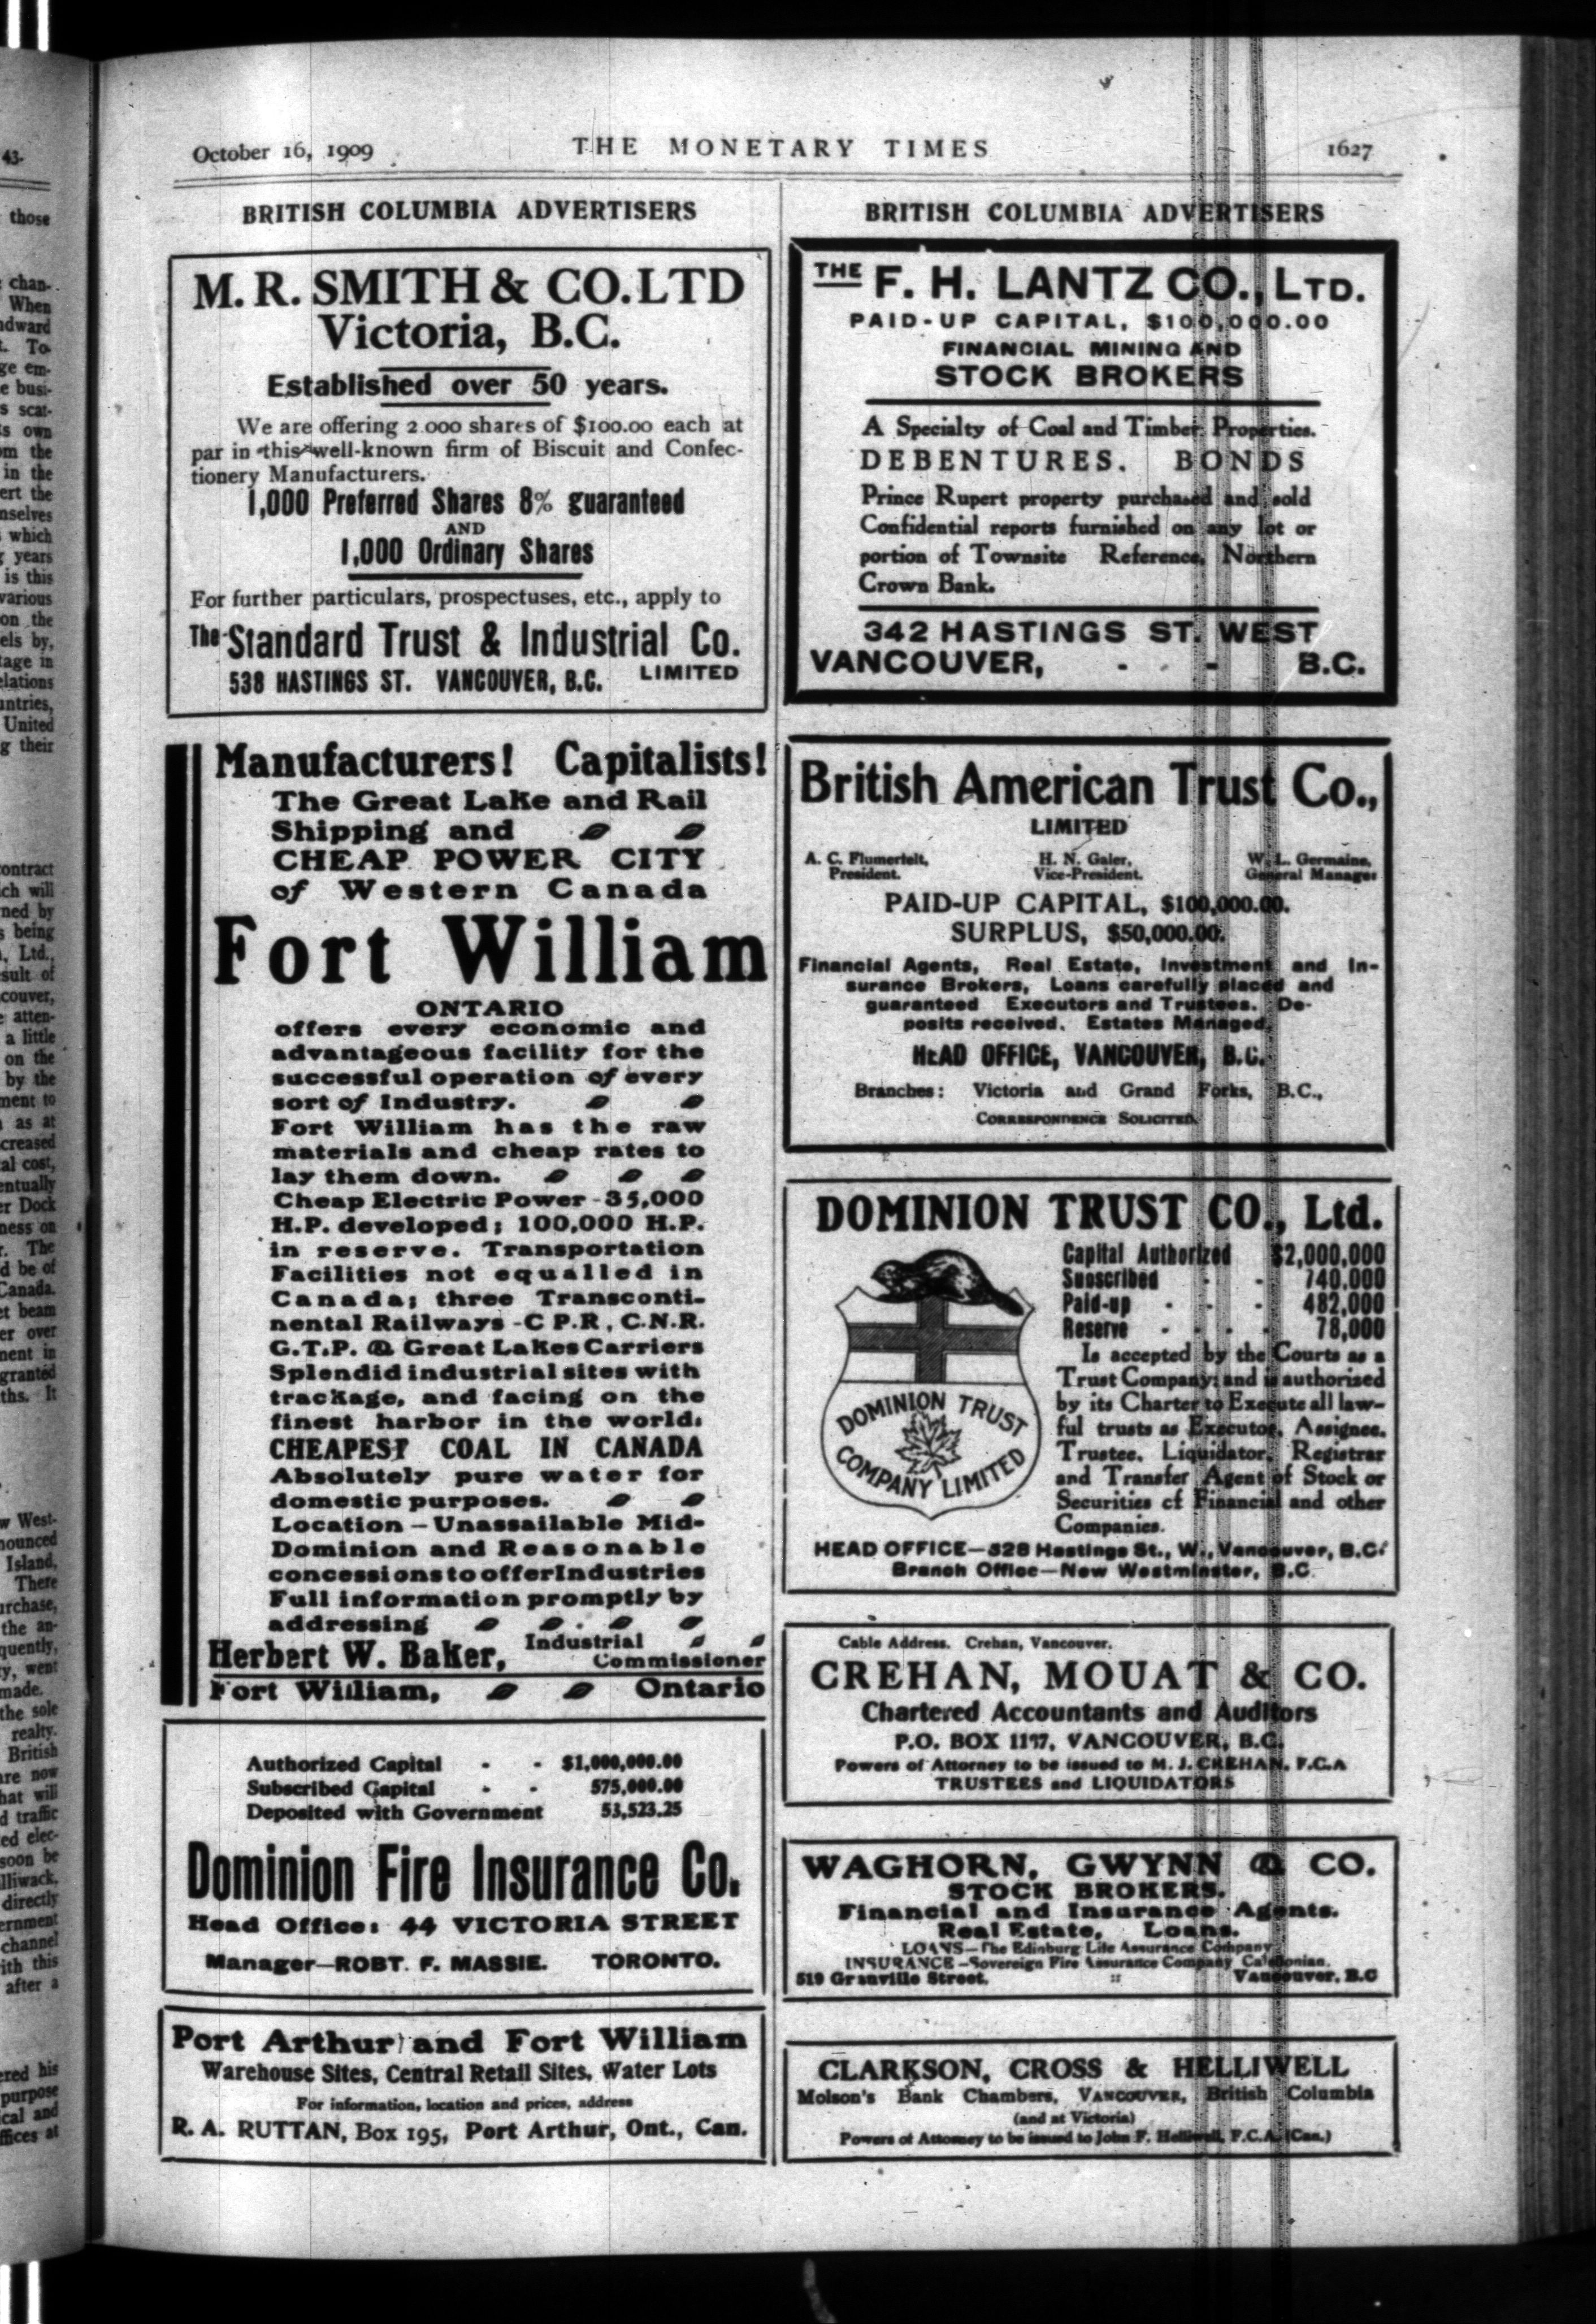 October 16, 1909
THE MONETARY TIMES
1627
BRITISH COLUMBIA ADVERTISERS
M. R. SMITH & CO. LTD
Victoria, B.C.
Established over 50 years.
We are offering 2.000 shares of $100.00 each at
par in this well-known firm of Biscuit and Confec-
tionery Manufacturers.
1,000 Preferred Shares 8% guaranteed
AND
1,000 Ordinary Shares
For further particulars, prospectuses, etc., apply to
The Standard Trust & Industrial Co.
LIMITED
538 HASTINGS ST. VANCOUVER, B.C.
Manufacturers! Capitalists!
The Great Lake and Rail
Shipping and
CHEAP POWER CITY
of Western Canada
Fort William
ONTARIO
offers every economic and
advantageous facility for the
successful operation of every
sort of Industry.
Fort William has the raw
materials and cheap rates to
lay them down.
Cheap Electric Power - 35,000
H.P. developed; 100,000 H.P.
in reserve. Transportation
Facilities not equalled in
Canada; three Transconti-
nental Railways - C P.R, C.N.R.
G.T.P. & Great Lakes Carriers
Splendid industrial sites with
trackage, and facing on the
finest harbor in the world.
CHEAPEST COAL IN CANADA
Absolutely pure water for
domestic purposes.
Location – Unassailable Mid-
Dominion and Reasonable
concessions to offer Industries
Full information promptly by
addressing
Herbert W. Baker, Industrial
Commissioner
Fort William, Ontario
Authorized Capital - - $1,000,000.00
Subscribed Capital - - 575,000.00
Deposited with Government 53,523.25
Dominion Fire Insurance Co.
Head Office: 44 VICTORIA STREET
Manager—ROBT. F. MASSIE. TORONTO.
Port Arthur and Fort William
Warehouse Sites, Central Retail Sites, Water Lots
For information, location and prices, address
R. A. RUTTAN, Box 195, Port Arthur, Ont., Can.
BRITISH COLUMBIA ADVERTISERS
THE F. H. LANTZ CO., LTD.
PAID-UP CAPITAL, $100,000.00
FINANCIAL MINING AND
STOCK BROKERS
A Specialty of Coal and Timber Properties.
DEBENTURES. BONDS
Prince Rupert property purchased and sold
Confidential reports furnished on any lot or
portion of Townsite Reference, Northern
Crown Bank.
342 HASTINGS ST. WEST
VANCOUVER, - - - B.C.
British American Trust Co.,
LIMITED
A. C. Flumerfelt, H. N. Galer, W. L. Germaine,
President. Vice-President. General Manager
PAID-UP CAPITAL, $100,000.00.
SURPLUS, $50,000.00.
Financial Agents, Real Estate, Investment and In-
surance Brokers, Loans carefully placed and
guaranteed Executors and Trustees. De-
posits received. Estates Managed.
HEAD OFFICE, VANCOUVER, B.C.
Branches: Victoria and Grand Forks, B.C.,
CORRESPONDENCE SOLICITED.
DOMINION TRUST CO., Ltd.
Capital Authorized $2,000,000
Subscribed - - 740,000
Paid-up - - - 482,000
Reserve - - - - 78,000
Is accepted by the Courts as a
Trust Company and is authorised
by its Charter to Execute all law-
ful trusts as Executor, Assignee,
Trustee, Liquidator, Registrar
and Transfer Agent of Stock or
Securities of Financial and other
Companies.
DOMINION TRUST
COMPANY LIMITED
HEAD OFFICE—328 Hastings St., W., Vancouver, B.C.
Branch Office—New Westminster, B.C
Cable Address. Crehan, Vancouver.
CREHAN, MOUAT & CO.
Chartered Accountants and Auditors
P.O. BOX 1177, VANCOUVER, B.C.
Powers of Attorney to be issued to M. J. CREHAN, F.C.A
TRUSTEES and LIQUIDATORS
WAGHORN, GWYNN & CO.
STOCK BROKERS.
Financial and Insurance Agents.
Real Estate, Loans.
LOANS—The Edinburg Life Assurance Company
INSURANCE—Sovereign Fire Assurance Company Caledonian.
519 Granville Street, :: Vancouver, B.C
CLARKSON, CROSS & HELLIWELL
Molson's Bank Chambers, VANCOUVER, British Columbia
(and at Victoria)
Powers of Attorney to be issued to John F. Helliwell, F.C.A. (Can.)